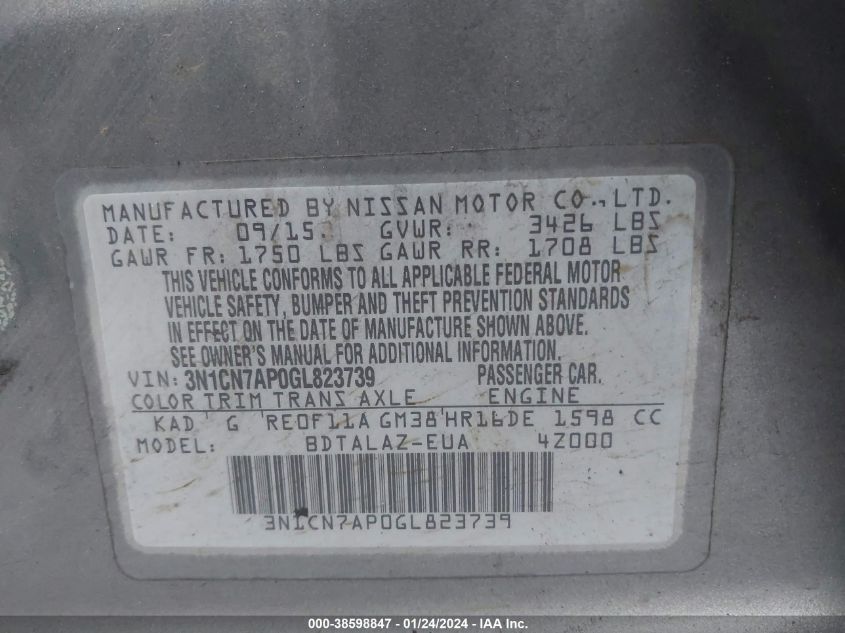 MANUFACTURED BY NISSAN MOTOR CO., LTD.
DATE: 09/15. GVWR: 3426 LBS
GAWR FR: 1750 LBS GAWR RR: 1708 LBS
THIS VEHICLE CONFORMS TO ALL APPLICABLE FEDERAL MOTOR
VEHICLE SAFETY, BUMPER AND THEFT PREVENTION STANDARDS
IN EFFECT ON THE DATE OF MANUFACTURE SHOWN ABOVE.
SEE OWNER'S MANUAL FOR ADDITIONAL INFORMATION.
VIN: 3N1CN7AP0GL823739 PASSENGER CAR.
COLOR TRIM TRANS AXLE ENGINE
KAD G RE0F11A GM38 HR16DE 1598 CC
MODEL: BDTALAZ-EUA 4Z000
3N1CN7AP0GL823739
000-38598847 - 01/24/2024 - IAA Inc.